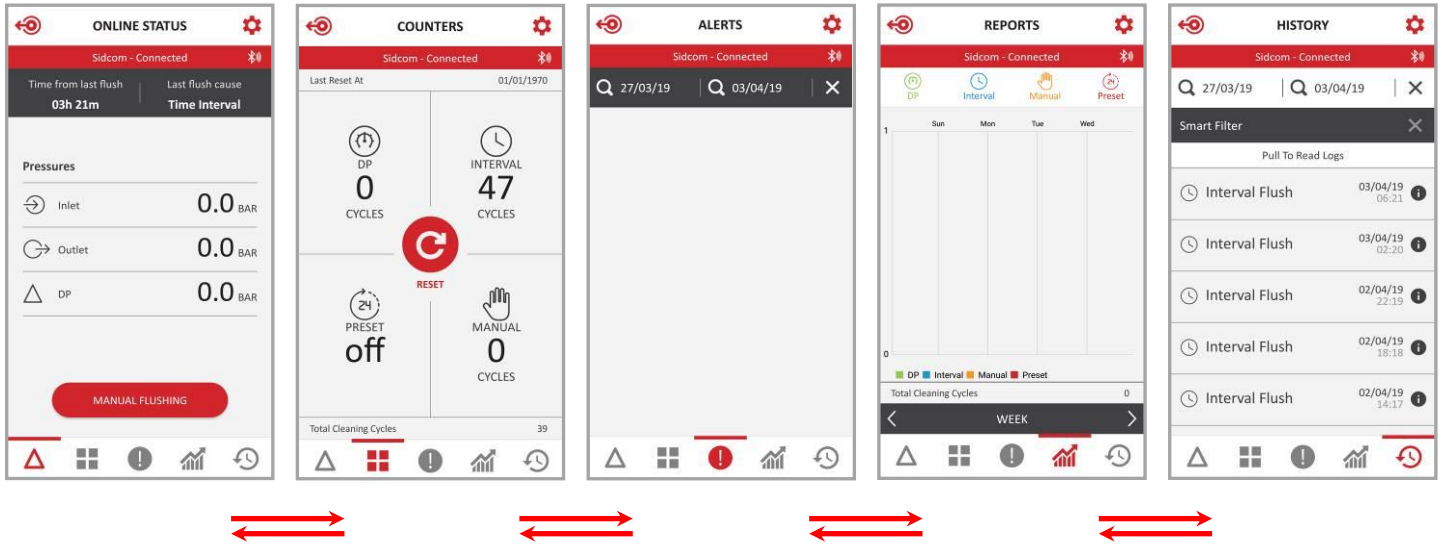 ONLINE STATUS
Sidcom - Connected
Time from last flush
03h 21m
Last flush cause
Time Interval
Pressures
Inlet
0.0 BAR
Outlet
0.0 BAR
DP
0.0 BAR
MANUAL FLUSHING
COUNTERS
Sidcom - Connected
Last Reset At 01/01/1970
DP
0
CYCLES
INTERVAL
47
CYCLES
RESET
24
PRESET
off
MANUAL
0
CYCLES
Total Cleaning Cycles 39
ALERTS
Sidcom - Connected
27/03/19 03/04/19
REPORTS
Sidcom - Connected
24
DP Interval Manual Preset
Sun Mon Tue Wed
1
0
DP Interval Manual Preset
Total Cleaning Cycles 0
WEEK
HISTORY
Sidcom - Connected
27/03/19 03/04/19
Smart Filter
Pull To Read Logs
Interval Flush 03/04/19
06:21
Interval Flush 03/04/19
02:20
Interval Flush 02/04/19
22:19
Interval Flush 02/04/19
18:18
Interval Flush 02/04/19
14:17